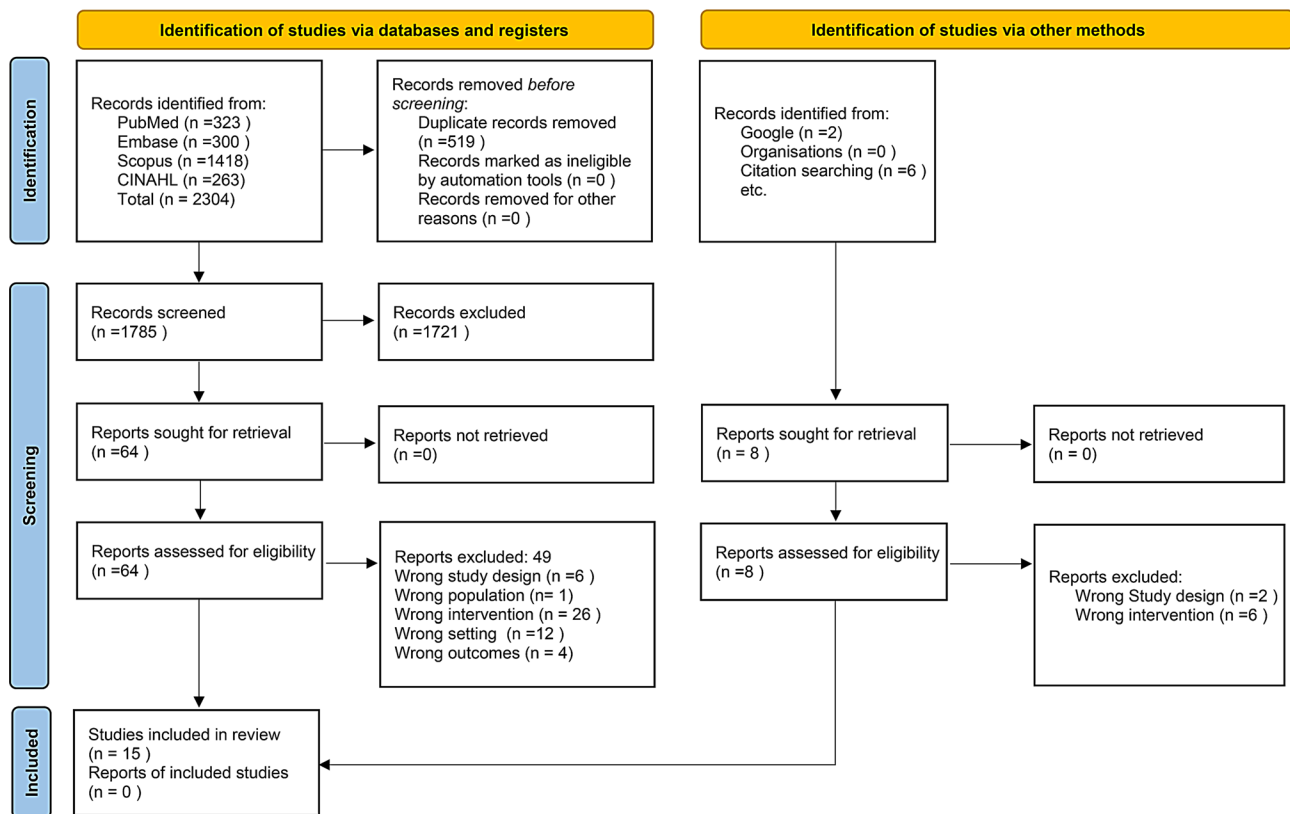 Identification of studies via databases and registers
Identification of studies via other methods
Identification
Records identified from:
PubMed (n =323 )
Embase (n =300 )
Scopus (n =1418)
CINAHL (n =263)
Total (n = 2304)
Records removed before
screening:
Duplicate records removed
(n =519 )
Records marked as ineligible
by automation tools (n =0 )
Records removed for other
reasons (n =0 )
Records identified from:
Google (n =2)
Organisations (n =0 )
Citation searching (n =6 )
etc.
Screening
Records screened
(n =1785 )
Records excluded
(n =1721 )
Reports sought for retrieval
(n =64 )
Reports not retrieved
(n =0)
Reports sought for retrieval
(n = 8 )
Reports not retrieved
(n = 0)
Reports assessed for eligibility
(n =64 )
Reports excluded: 49
Wrong study design (n =6 )
Wrong population (n= 1)
Wrong intervention (n = 26 )
Wrong setting  (n =12 )
Wrong outcomes (n = 4)
Reports assessed for eligibility
(n =8 )
Reports excluded:
Wrong Study design (n =2 )
Wrong intervention (n =6 )
Included
Studies included in review
(n = 15 )
Reports of included studies
(n = 0 )